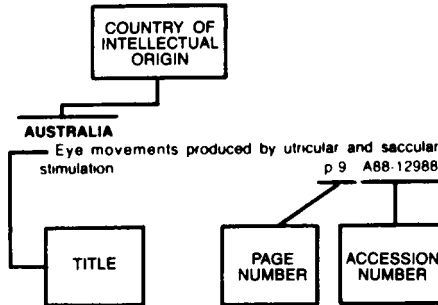 COUNTRY OF
INTELLECTUAL
ORIGIN
AUSTRALIA
Eye movements produced by utricular and saccular
stimulation
p 9 A88-12988
TITLE
PAGE
NUMBER
ACCESSION
NUMBER